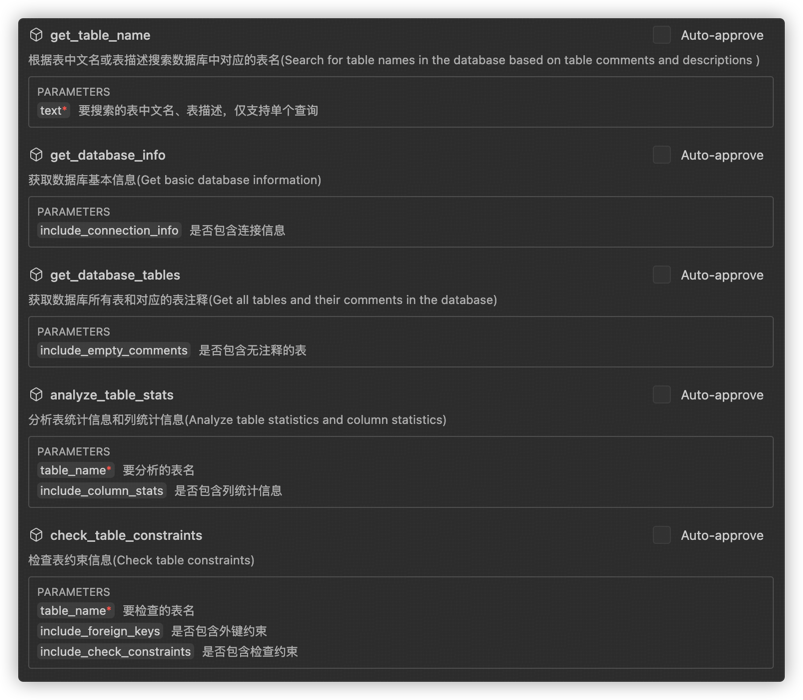 get_table_name Auto-approve
根据表中文名或表描述搜索数据库中对应的表名(Search for table names in the database based on table comments and descriptions )
PARAMETERS
text* 要搜索的表中文名、表描述，仅支持单个查询
get_database_info Auto-approve
获取数据库基本信息(Get basic database information)
PARAMETERS
include_connection_info 是否包含连接信息
get_database_tables Auto-approve
获取数据库所有表和对应的表注释(Get all tables and their comments in the database)
PARAMETERS
include_empty_comments 是否包含无注释的表
analyze_table_stats Auto-approve
分析表统计信息和列统计信息(Analyze table statistics and column statistics)
PARAMETERS
table_name* 要分析的表名
include_column_stats 是否包含列统计信息
check_table_constraints Auto-approve
检查表约束信息(Check table constraints)
PARAMETERS
table_name* 要检查的表名
include_foreign_keys 是否包含外键约束
include_check_constraints 是否包含检查约束